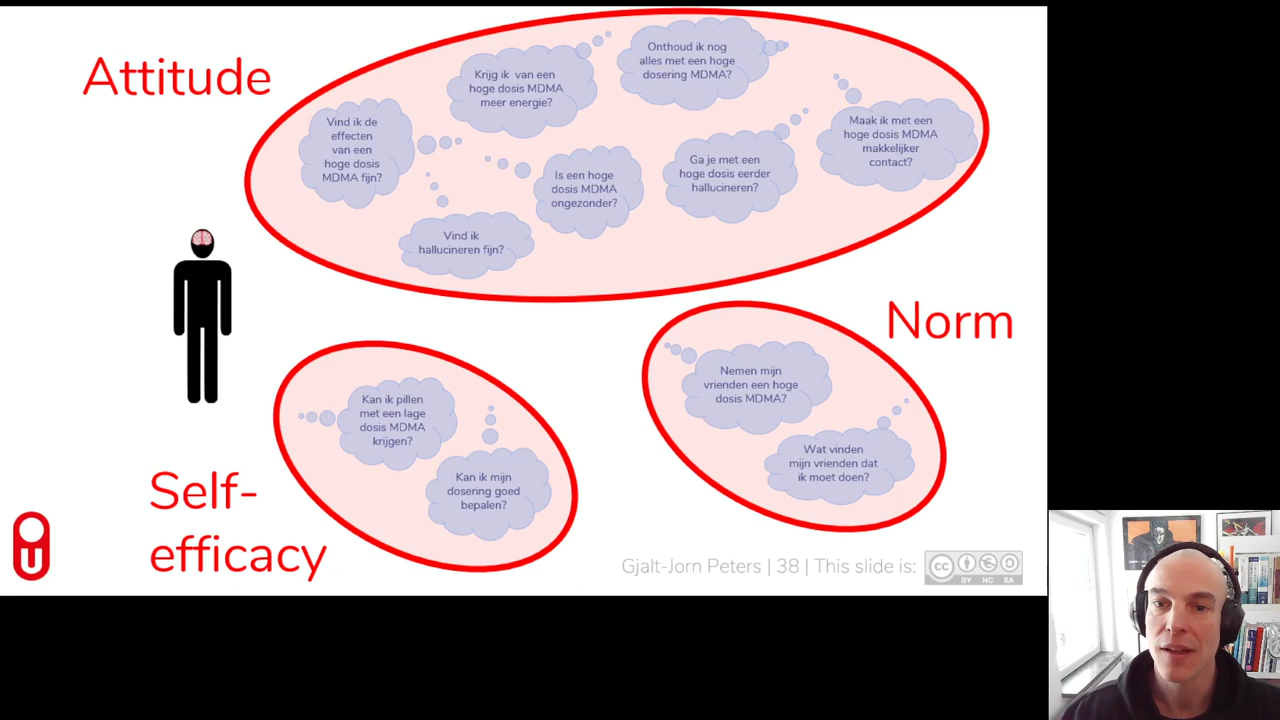 Attitude
Krijg ik van een
hoge dosis MDMA
meer energie?
Onthoud ik nog
alles met een hoge
dosering MDMA?
Vind ik de
effecten
van een
hoge dosis
MDMA fijn?
Is een hoge
dosis MDMA
ongezonder?
Ga je met een
hoge dosis eerder
hallucineren?
Maak ik met een
hoge dosis MDMA
makkelijker
contact?
Vind ik
hallucineren fijn?
Norm
Nemen mijn
vrienden een hoge
dosis MDMA?
Wat vinden
mijn vrienden dat
ik moet doen?
Kan ik pillen
met een lage
dosis MDMA
krijgen?
Kan ik mijn
dosering goed
bepalen?
Self-
efficacy
U
Gjalt-Jorn Peters | 38 | This slide is:
cc
BY NC SA